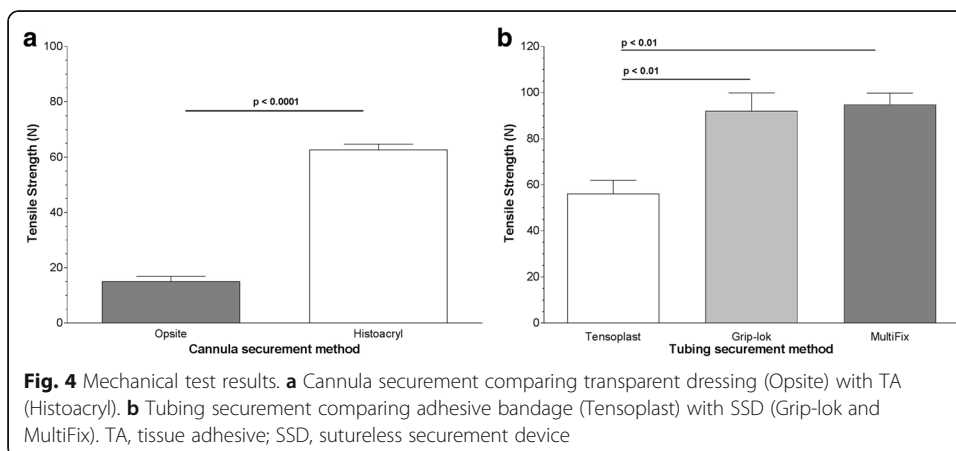 a
b
100
80
60
40
20
0
Tensile Strength (N)
p < 0.0001
Opsite
Histoacryl
Cannula securement method
120
100
80
60
40
20
0
Tensile Strength (N)
p < 0.01
p < 0.01
Tensoplast
Grip-lok
MultiFix
Tubing securement method
Fig. 4 Mechanical test results. a Cannula securement comparing transparent dressing (Opsite) with TA
(Histoacryl). b Tubing securement comparing adhesive bandage (Tensoplast) with SSD (Grip-lok and
MultiFix). TA, tissue adhesive; SSD, sutureless securement device